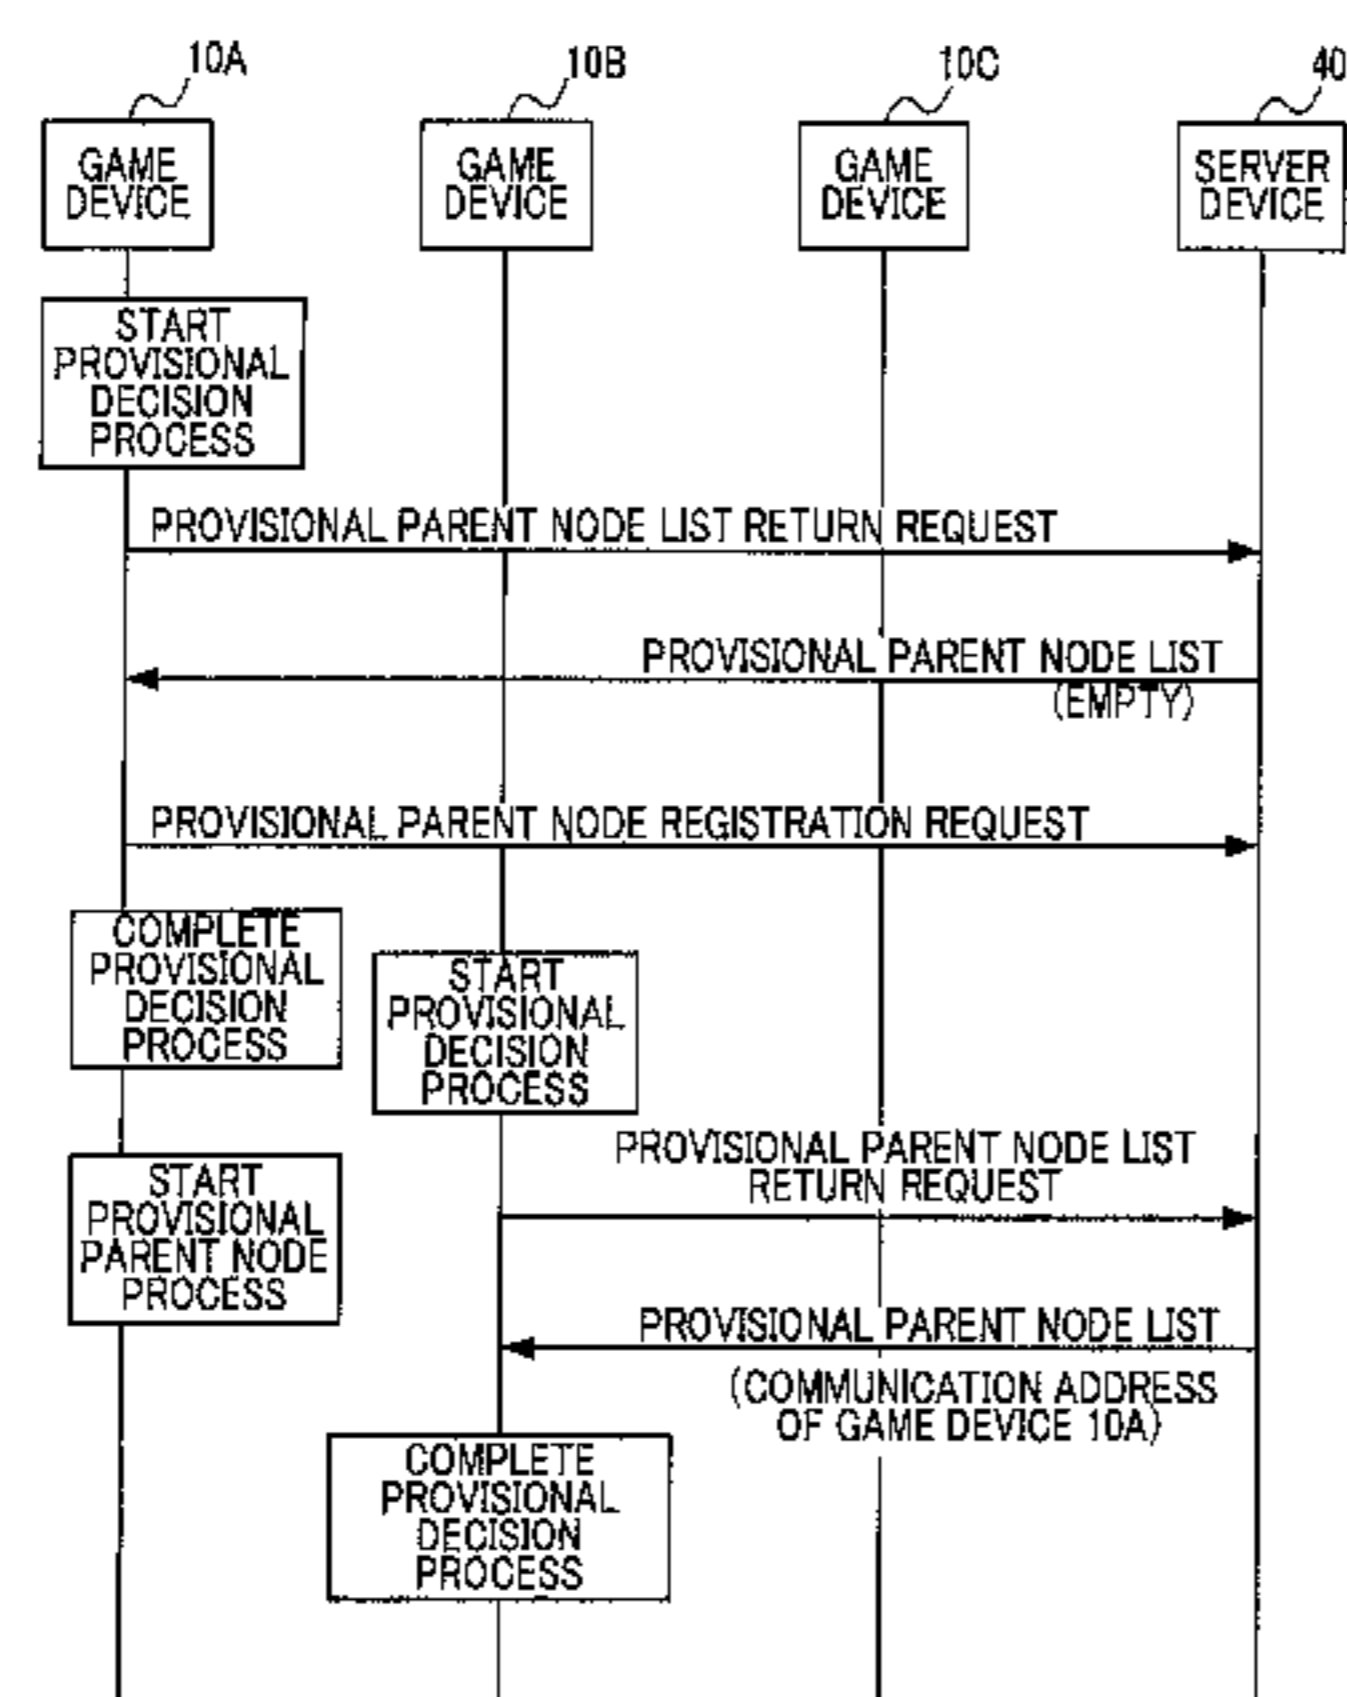 10A
10B
10C
40
GAME
DEVICE
GAME
DEVICE
GAME
DEVICE
SERVER
DEVICE
START
PROVISIONAL
DECISION
PROCESS
PROVISIONAL PARENT NODE LIST RETURN REQUEST
PROVISIONAL PARENT NODE LIST
(EMPTY)
PROVISIONAL PARENT NODE REGISTRATION REQUEST
COMPLETE
PROVISIONAL
DECISION
PROCESS
START
PROVISIONAL
DECISION
PROCESS
PROVISIONAL PARENT NODE LIST
RETURN REQUEST
START
PROVISIONAL
PARENT NODE
PROCESS
PROVISIONAL PARENT NODE LIST
(COMMUNICATION ADDRESS
OF GAME DEVICE 10A)
COMPLETE
PROVISIONAL
DECISION
PROCESS